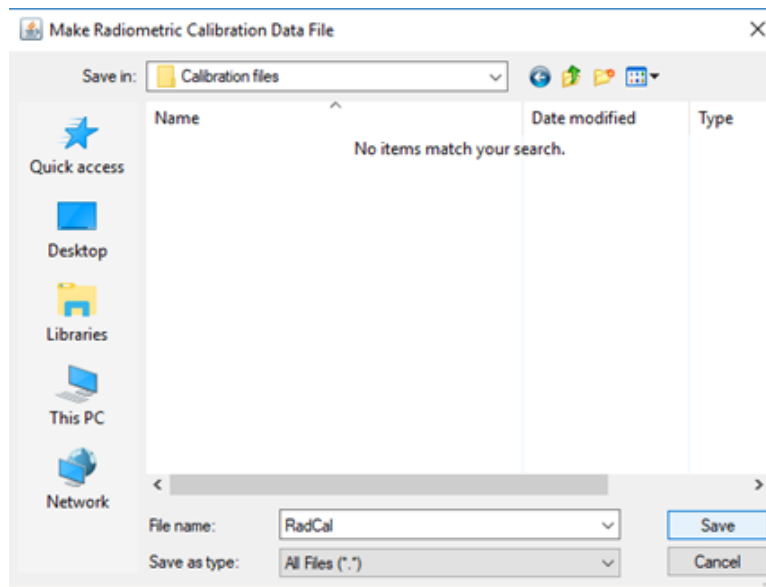 Make Radiometric Calibration Data File
Save in: Calibration files
Name Date modified Type
No items match your search.
Quick access
Desktop
Libraries
This PC
Network
File name: RadCal Save
Save as type: All Files (*.*) Cancel